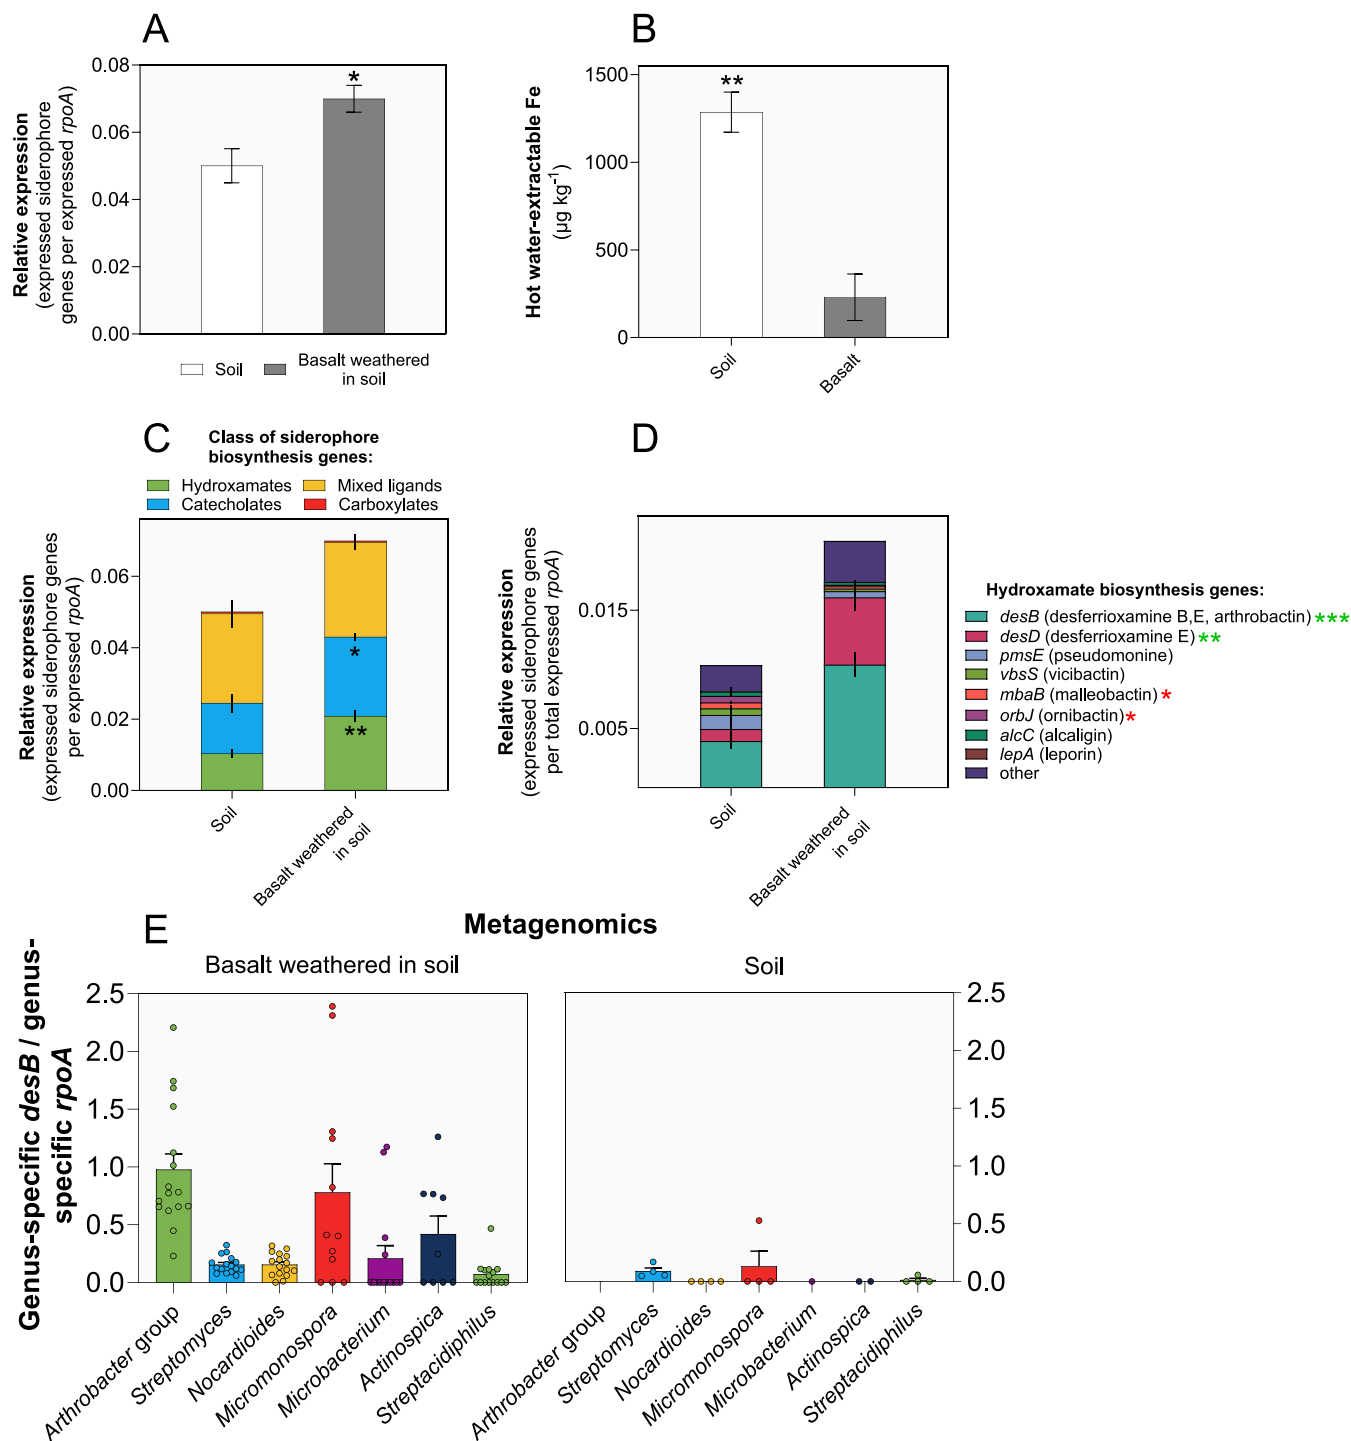 A
Relative expression
(expressed siderophore
genes per expressed rpoA)
0.08
0.06
0.04
0.02
0.00
*
Soil
Basalt weathered
in soil
B
Hot water-extractable Fe
(µg kg⁻¹)
1500
1000
500
0
**
Soil
Basalt
C
Class of siderophore
biosynthesis genes:
Hydroxamates
Mixed ligands
Catecholates
Carboxylates
Relative expression
(expressed siderophore genes
per expressed rpoA)
0.06
0.04
0.02
0.00
*
**
Soil
Basalt weathered
in soil
D
Relative expression
(expressed siderophore genes
per total expressed rpoA)
0.015
0.005
Soil
Basalt weathered
in soil
Hydroxamate biosynthesis genes:
desB (desferrioxamine B,E, arthrobactin) ***
desD (desferrioxamine E) **
pmsE (pseudomonine)
vbsS (vicibactin)
mbaB (malleobactin) *
orbJ (ornibactin) *
alcC (alcaligin)
lepA (leporin)
other
Metagenomics
E
Basalt weathered in soil
Soil
Genus-specific desB / genus-
specific rpoA
2.5
2.0
1.5
1.0
0.5
0.0
Arthrobacter group
Streptomyces
Nocardioides
Micromonospora
Microbacterium
Actinospica
Streptacidiphilus
2.5
2.0
1.5
1.0
0.5
0.0
Arthrobacter group
Streptomyces
Nocardioides
Micromonospora
Microbacterium
Actinospica
Streptacidiphilus